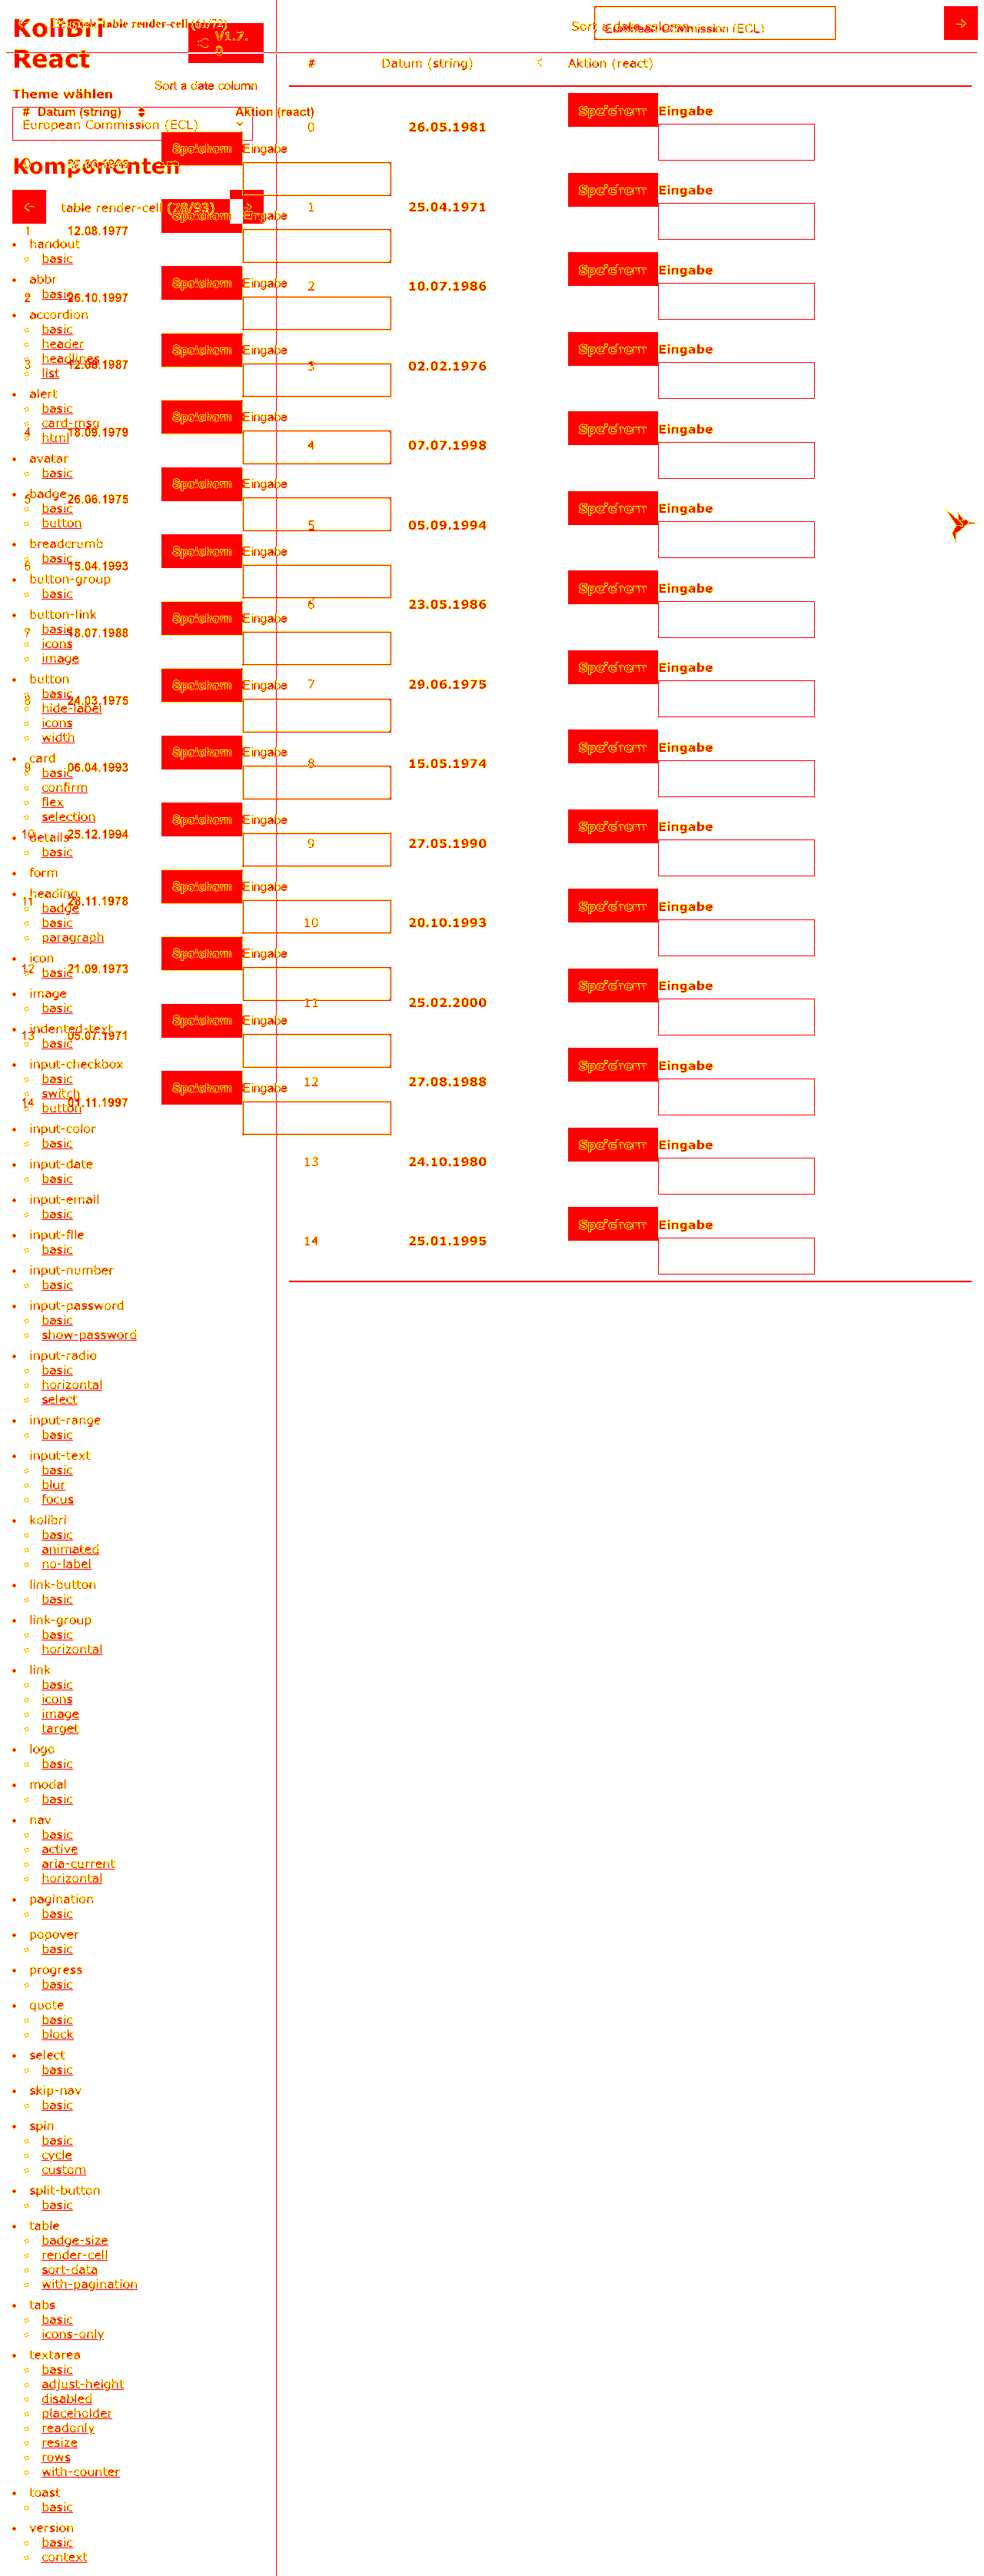 KoliBri
React
V1.7.
0
Theme wählen
Sort a date column
# Datum (string) Aktion (react)
European Commission (ECL)
Komponenten
table render-cell (28/93)
Speichern Eingabe
Speichern Eingabe
1 12.08.1977
Speichern Eingabe
2 26.10.1997
Speichern Eingabe
3 12.08.1987
Speichern Eingabe
4 18.09.1979
Speichern Eingabe
5 26.06.1975
Speichern Eingabe
6 15.04.1993
Speichern Eingabe
7 18.07.1988
Speichern Eingabe
8 24.03.1975
Speichern Eingabe
9 06.04.1993
Speichern Eingabe
10 25.12.1994
Speichern Eingabe
11 28.11.1978
Speichern Eingabe
12 21.09.1973
Speichern Eingabe
13 05.07.1971
Speichern Eingabe
14 01.11.1997
handout
basic
abbr
basic
accordion
basic
header
headlines
list
alert
basic
card-msg
html
avatar
basic
badge
basic
button
breadcrumb
basic
button-group
basic
button-link
basic
icons
image
button
basic
hide-label
icons
width
card
basic
confirm
flex
selection
details
basic
form
heading
badge
basic
paragraph
icon
basic
image
basic
indented-text
basic
input-checkbox
basic
switch
button
input-color
basic
input-date
basic
input-email
basic
input-file
basic
input-number
basic
input-password
basic
show-password
input-radio
basic
horizontal
select
input-range
basic
input-text
basic
blur
focus
kolibri
basic
animated
no-label
link-button
basic
link-group
basic
horizontal
link
basic
icons
image
target
logo
basic
modal
basic
nav
basic
active
aria-current
horizontal
pagination
basic
popover
basic
progress
basic
quote
basic
block
select
basic
skip-nav
basic
spin
basic
cycle
custom
split-button
basic
table
badge-size
render-cell
sort-data
with-pagination
tabs
basic
icons-only
textarea
basic
adjust-height
disabled
placeholder
readonly
resize
rows
with-counter
toast
basic
version
basic
context
Sort a date column
European Commission (ECL)
# Datum (string) Aktion (react)
0 26.05.1981 Speichern Eingabe
1 25.04.1971 Speichern Eingabe
2 10.07.1986 Speichern Eingabe
3 02.02.1976 Speichern Eingabe
4 07.07.1998 Speichern Eingabe
5 05.09.1994 Speichern Eingabe
6 23.05.1986 Speichern Eingabe
7 29.06.1975 Speichern Eingabe
8 15.05.1974 Speichern Eingabe
9 27.05.1990 Speichern Eingabe
10 20.10.1993 Speichern Eingabe
11 25.02.2000 Speichern Eingabe
12 27.08.1988 Speichern Eingabe
13 24.10.1980 Speichern Eingabe
14 25.01.1995 Speichern Eingabe